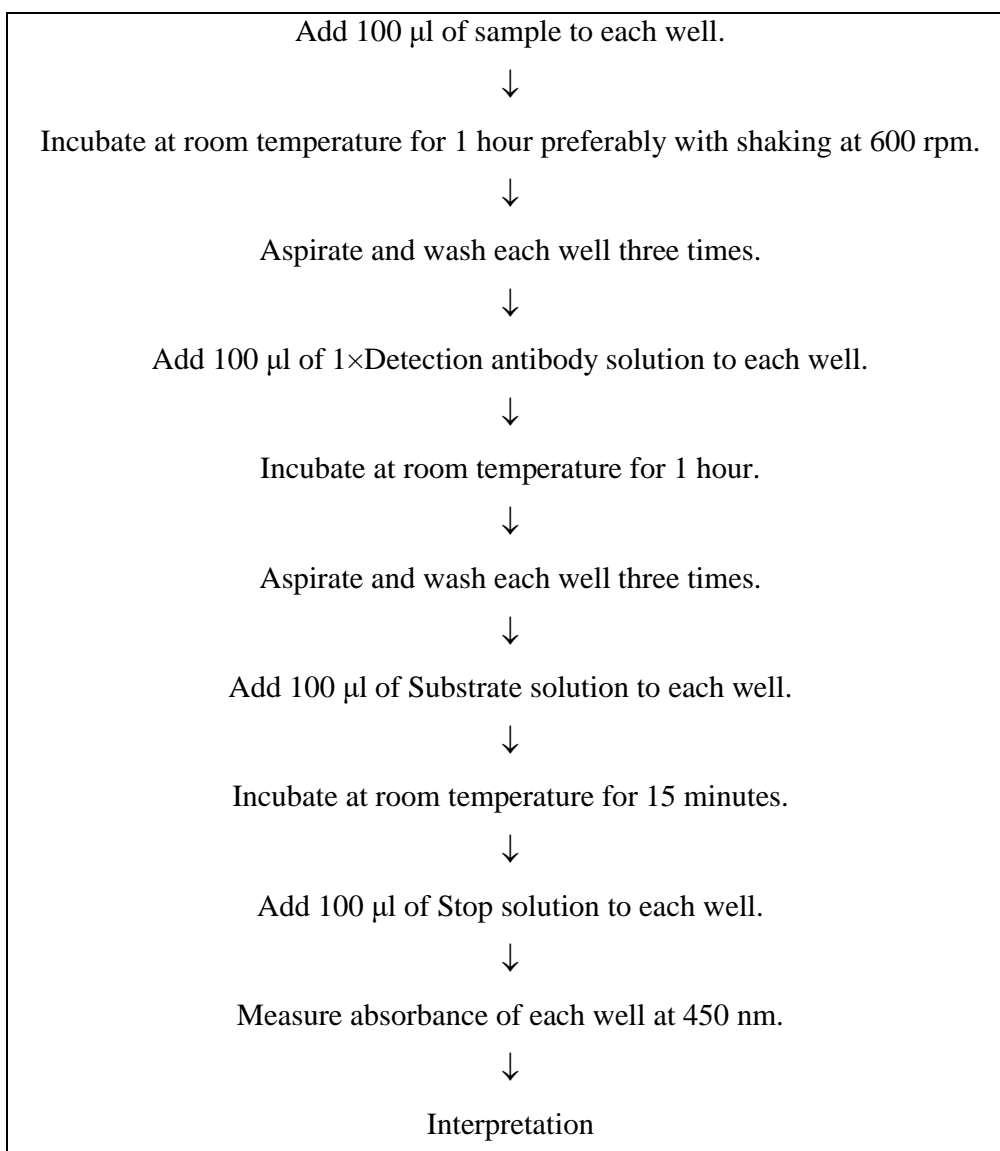 Add 100 μl of sample to each well.
↓
Incubate at room temperature for 1 hour preferably with shaking at 600 rpm.
↓
Aspirate and wash each well three times.
↓
Add 100 μl of 1×Detection antibody solution to each well.
↓
Incubate at room temperature for 1 hour.
↓
Aspirate and wash each well three times.
↓
Add 100 μl of Substrate solution to each well.
↓
Incubate at room temperature for 15 minutes.
↓
Add 100 μl of Stop solution to each well.
↓
Measure absorbance of each well at 450 nm.
↓
Interpretation